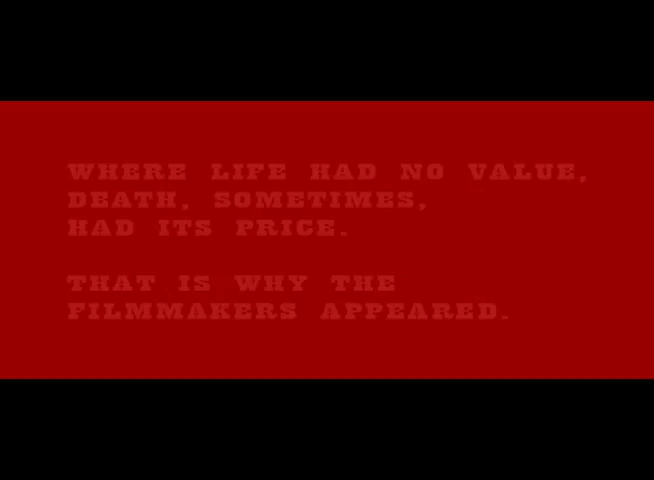 WHERE LIFE HAD NO VALUE,
DEATH, SOMETIMES,
HAD ITS PRICE.
THAT IS WHY THE
FILMMAKERS APPEARED.